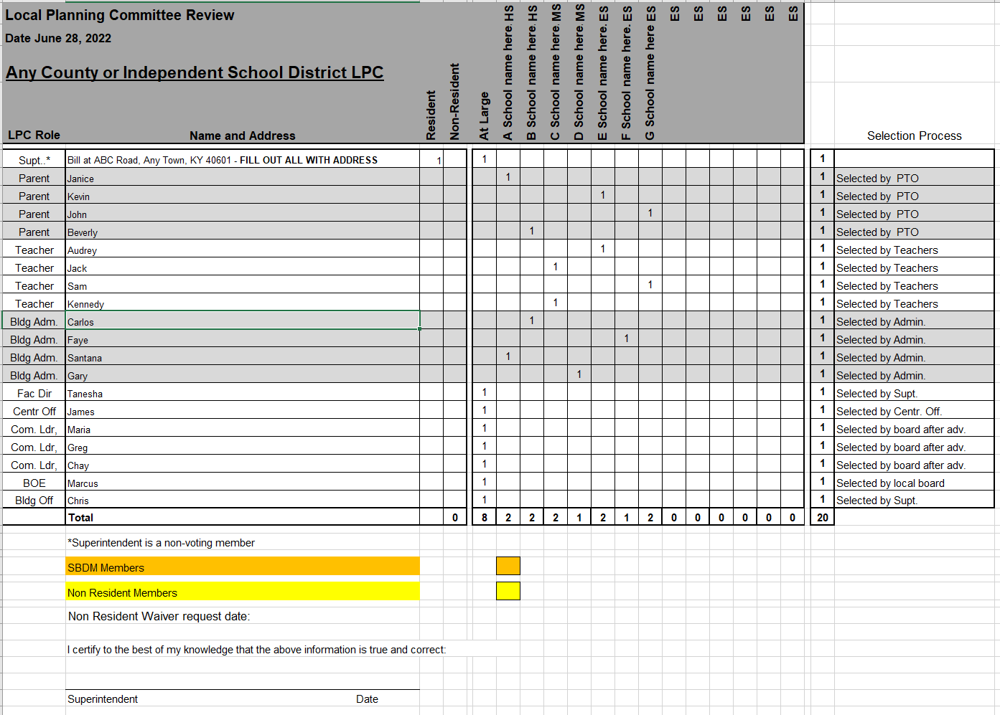 Local Planning Committee Review
Date June 28, 2022
Any County or Independent School District LPC
LPC Role Name and Address Resident Non-Resident At Large A School name here. HS B School name here. HS C School name here. MS D School name here. MS E School name here. ES F School name here. ES G School name here ES ES ES ES ES ES ES Selection Process
Supt..* Bill at ABC Road, Any Town, KY 40601 - FILL OUT ALL WITH ADDRESS 1 1 1
Parent Janice 1 1 Selected by PTO
Parent Kevin 1 1 Selected by PTO
Parent John 1 1 Selected by PTO
Parent Beverly 1 1 Selected by PTO
Teacher Audrey 1 1 Selected by Teachers
Teacher Jack 1 1 Selected by Teachers
Teacher Sam 1 1 Selected by Teachers
Teacher Kennedy 1 1 Selected by Teachers
Bldg Adm. Carlos 1 1 Selected by Admin.
Bldg Adm. Faye 1 1 Selected by Admin.
Bldg Adm. Santana 1 1 Selected by Admin.
Bldg Adm. Gary 1 1 Selected by Admin.
Fac Dir Tanesha 1 1 Selected by Supt.
Centr Off James 1 1 Selected by Centr. Off.
Com. Ldr, Maria 1 1 Selected by board after adv.
Com. Ldr, Greg 1 1 Selected by board after adv.
Com. Ldr, Chay 1 1 Selected by board after adv.
BOE Marcus 1 1 Selected by local board
Bldg Off Chris 1 1 Selected by Supt.
Total 0 8 2 2 2 1 2 1 2 0 0 0 0 0 0 20
*Superintendent is a non-voting member
SBDM Members
Non Resident Members
Non Resident Waiver request date:
I certify to the best of my knowledge that the above information is true and correct:
Superintendent Date